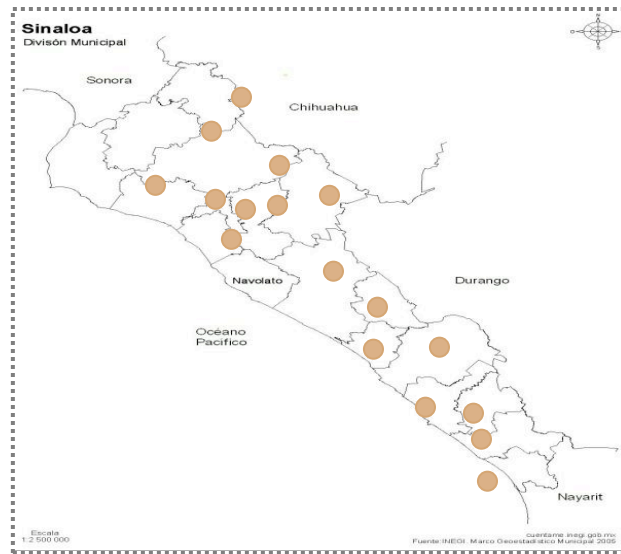 Sinaloa
Divisón Municipal
Sonora
Chihuahua
Navolato
Durango
Océano
Pacifico
Nayarit
Escala
1:2 500 000
cuentame.inegi.gob.mx
Fuente:INEGI. Marco Geoestadístico Municipal 2005